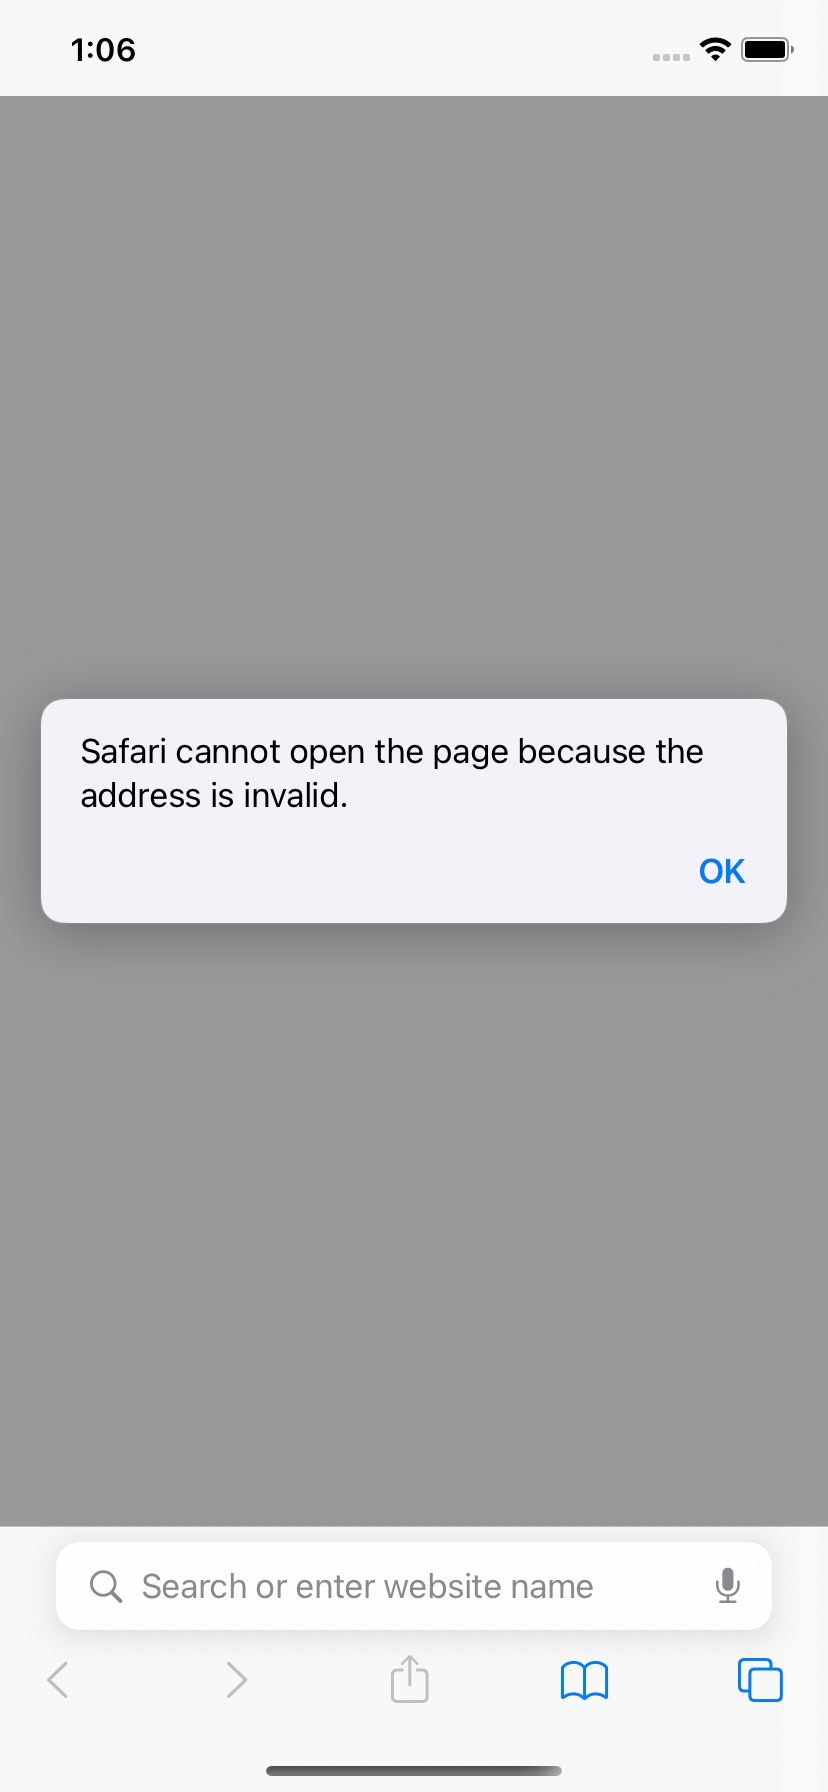 1:06
Safari cannot open the page because the
address is invalid.
OK
Search or enter website name